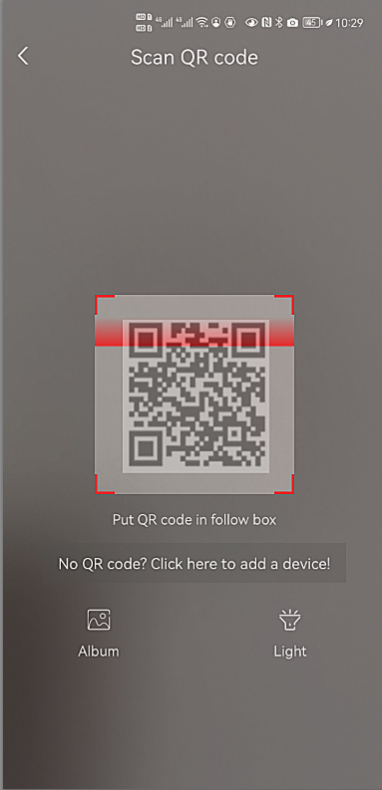 10:29
Scan QR code
Put QR code in follow box
No QR code? Click here to add a device!
Album
Light